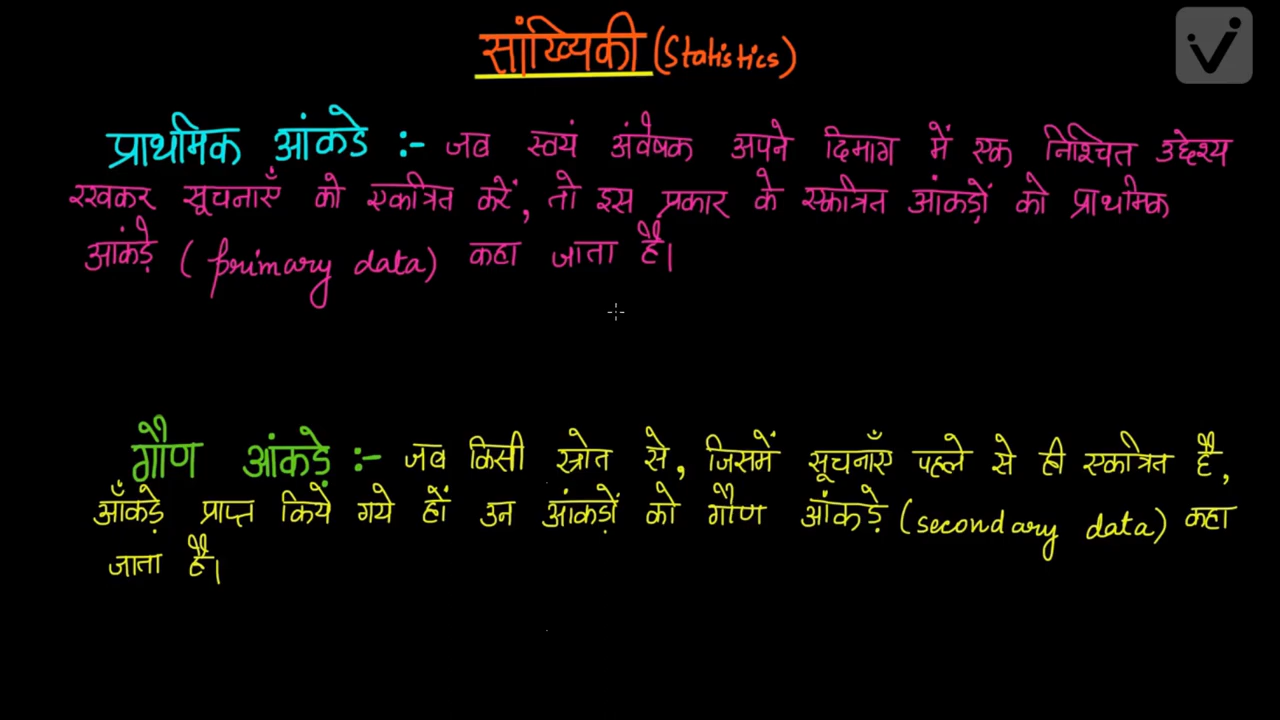 सांख्यिकी (Statistics)
प्राथमिक आंकडे :- जब स्वयं अंवेषक अपने दिमाग में एक निश्चित उद्देश्य
रखकर सूचनाएँ को एकत्रित करें, तो इस प्रकार के एकत्रित आंकड़ों को प्राथमिक
आंकड़े (primary data) कहा जाता है।
गौण आंकड़े :- जब किसी स्रोत से, जिसमें सूचनाएँ पहले से ही एकत्रित है,
आँकड़े प्राप्त कियें गये हों उन आंकड़ों को गौण आंकड़े (secondary data) कहा
जाता है।